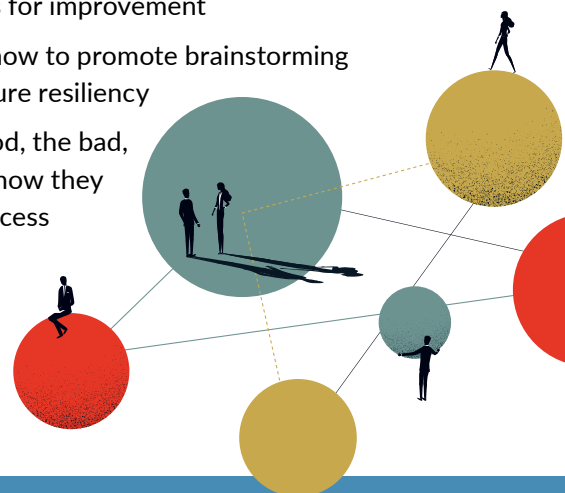 for improvement
how to promote brainstorming
ure resiliency
od, the bad,
how they
cess